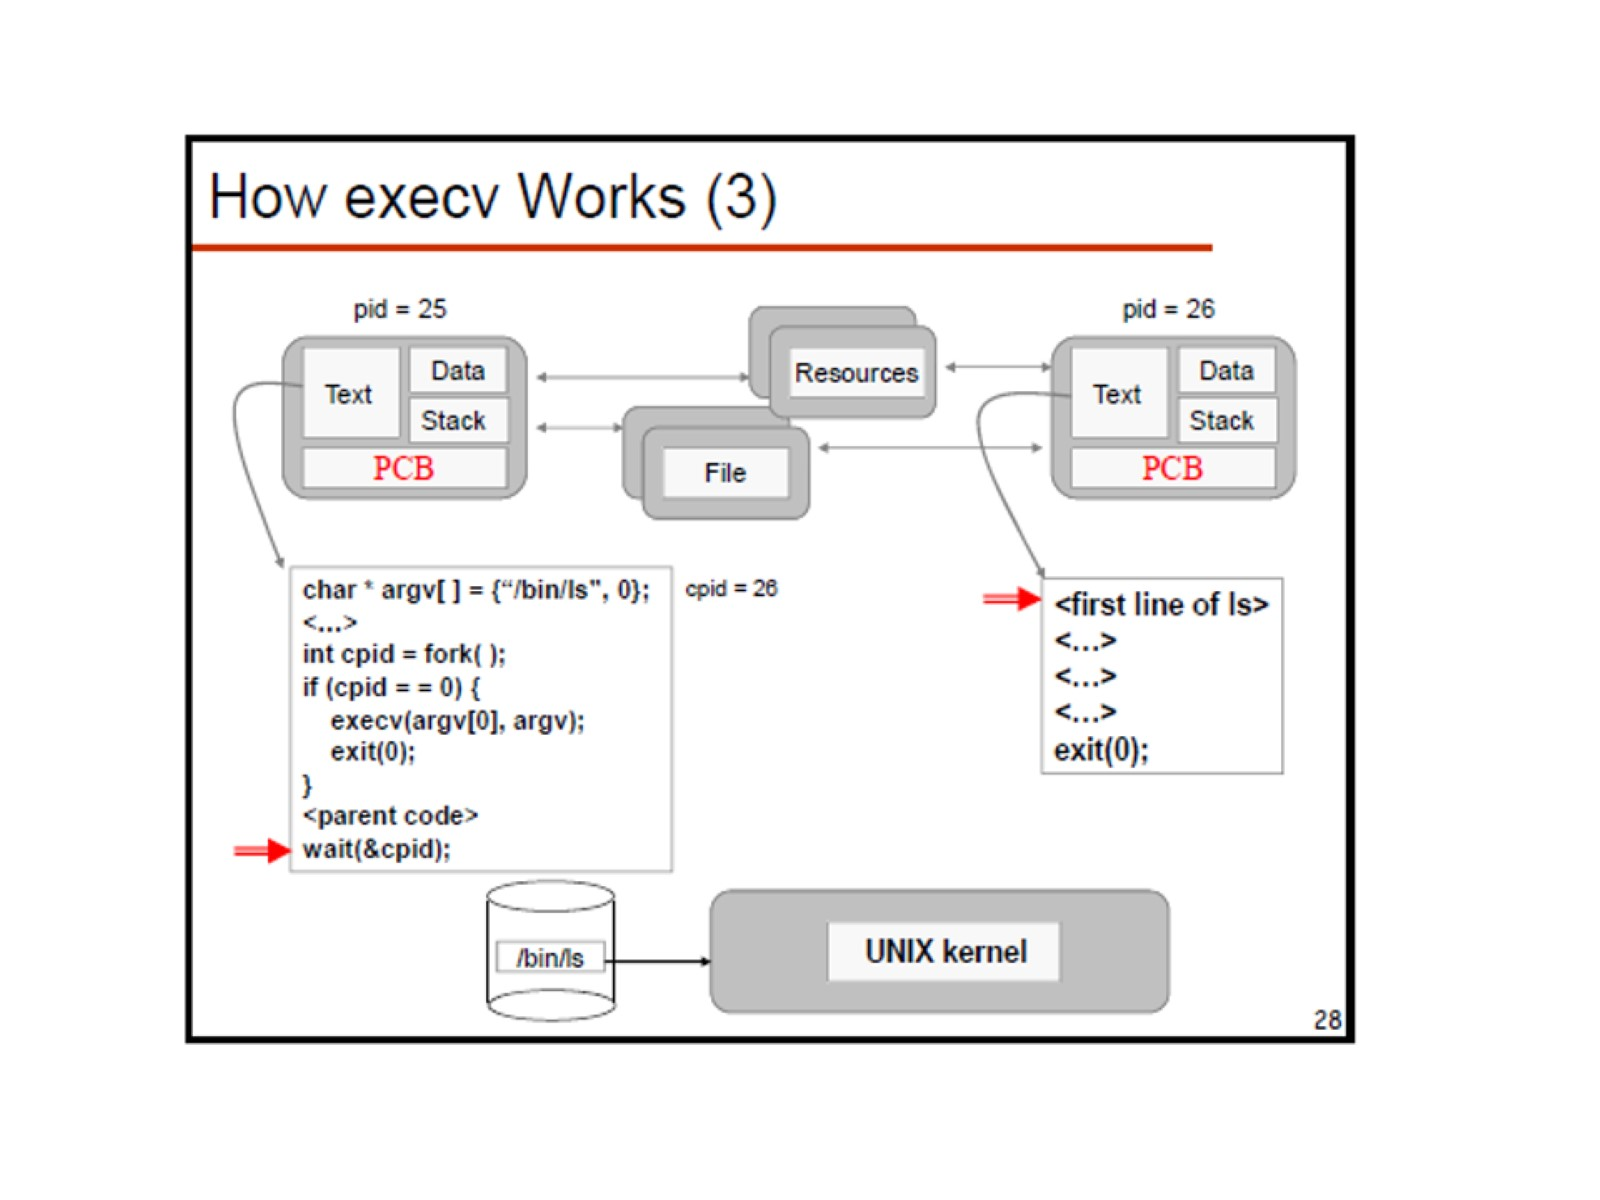 How execv Works (3)
pid = 25
pid = 26
Text
Data
Stack
PCB
Resources
File
Text
Data
Stack
PCB
char * argv[ ] = {“/bin/ls", 0};
<...>
int cpid = fork( );
if (cpid = = 0) {
execv(argv[0], argv);
exit(0);
}
<parent code>
wait(&cpid);
cpid = 26
<first line of ls>
<...>
<...>
<...>
exit(0);
/bin/ls
UNIX kernel
28